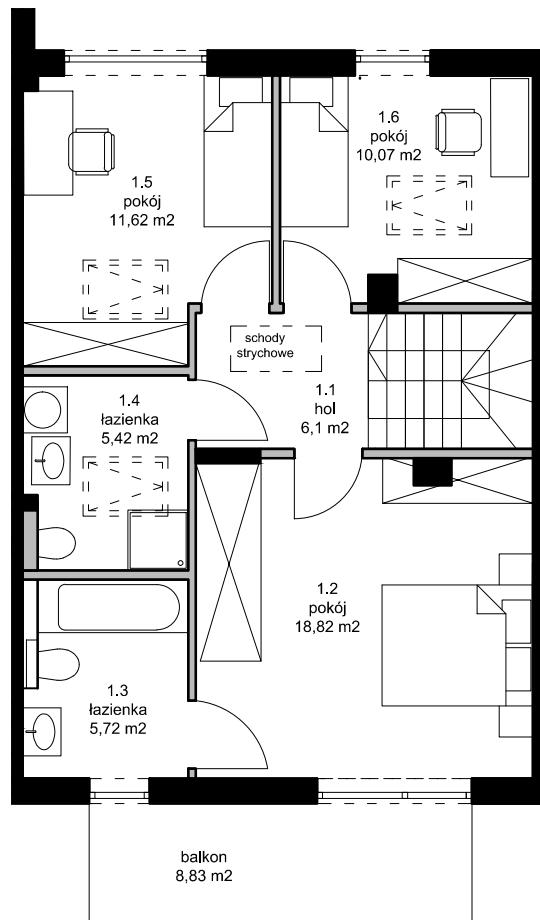 1.6
pokój
10,07 m2
1.5
pokój
11,62 m2
schody
strychowe
1.1
hol
6,1 m2
1.4
łazienka
5,42 m2
1.2
pokój
18,82 m2
1.3
łazienka
5,72 m2
balkon
8,83 m2